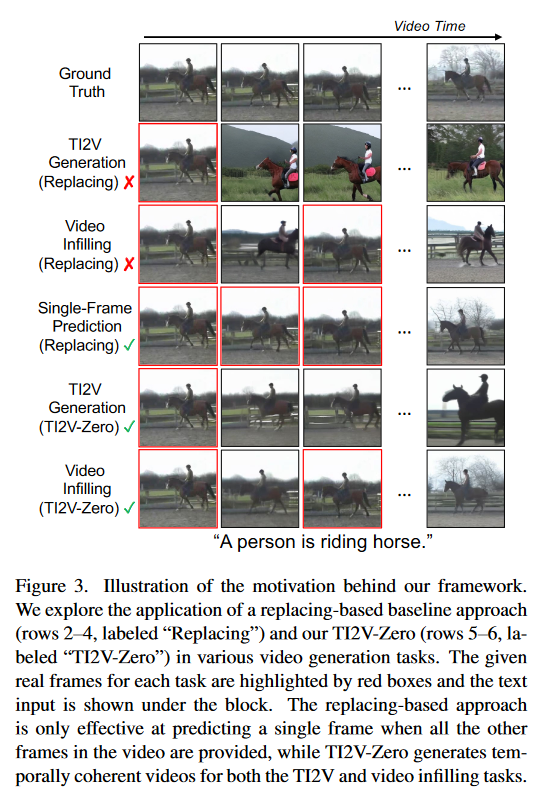 Video Time
Ground
Truth
...
TI2V
Generation
(Replacing) ✗
...
Video
Infilling
(Replacing) ✗
...
Single-Frame
Prediction
(Replacing) ✓
...
TI2V
Generation
(TI2V-Zero) ✓
...
Video
Infilling
(TI2V-Zero) ✓
...
“A person is riding horse.”
Figure 3. Illustration of the motivation behind our framework.
We explore the application of a replacing-based baseline approach
(rows 2–4, labeled “Replacing”) and our TI2V-Zero (rows 5–6, la-
beled “TI2V-Zero”) in various video generation tasks. The given
real frames for each task are highlighted by red boxes and the text
input is shown under the block. The replacing-based approach
is only effective at predicting a single frame when all the other
frames in the video are provided, while TI2V-Zero generates tem-
porally coherent videos for both the TI2V and video infilling tasks.